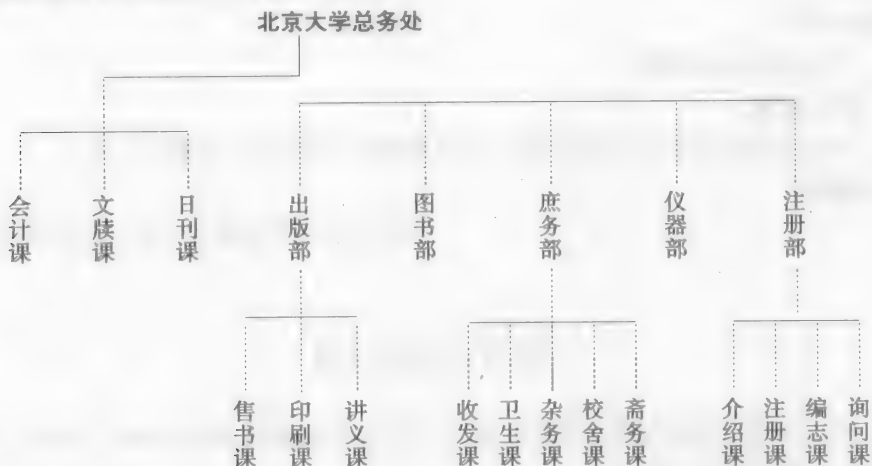 北京大学总务处
会计课
文牍课
日刊课
出版部
图书部
庶务部
仪器部
注册部
售书课
印刷课
讲义课
收发课
卫生课
杂务课
校舍课
斋务课
介绍课
注册课
编志课
询问课